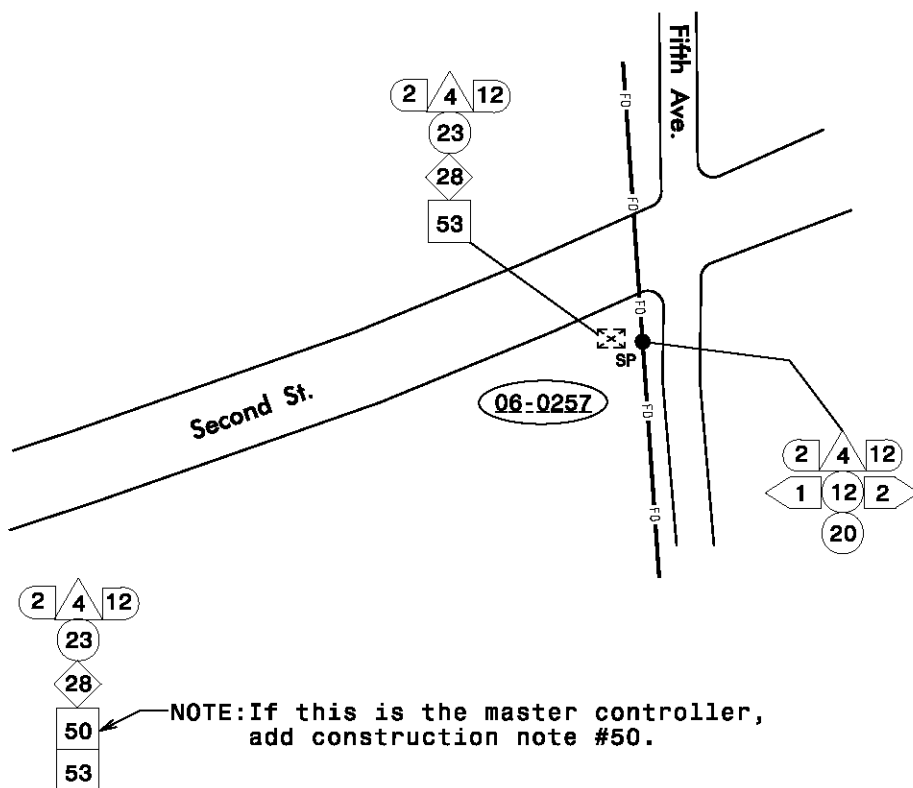 Fifth Ave.
2 4 12
23
28
53
FO
FO
FO
SP
06-0257
Second St.
FO
FO
2 4 12
1 12 2
20
2 4 12
23
28
50
53
NOTE:If this is the master controller,
add construction note #50.